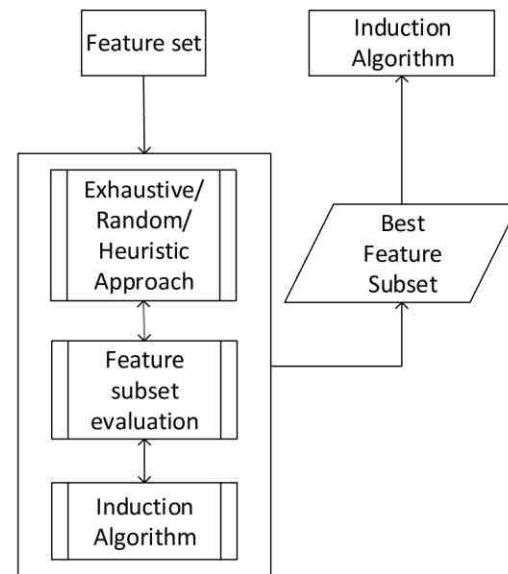 Feature set
Exhaustive/
Random/
Heuristic
Approach
Feature
subset
evaluation
Induction
Algorithm
Best
Feature
Subset
Induction
Algorithm